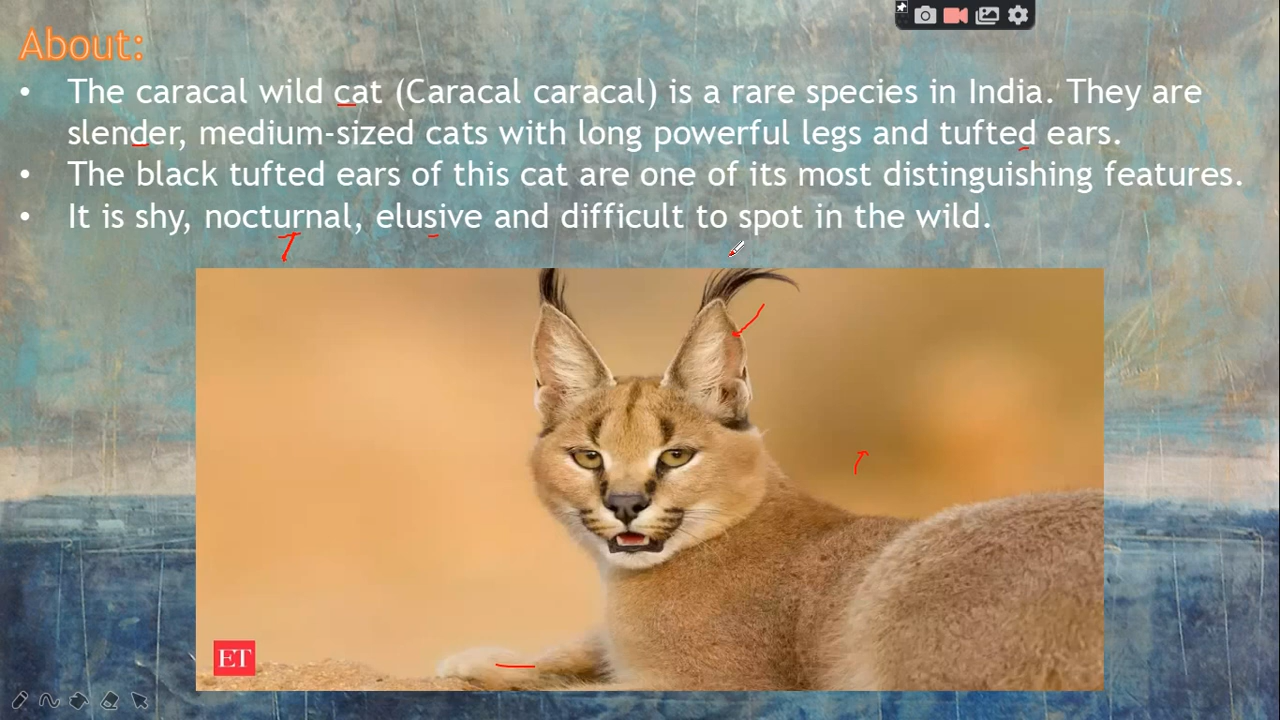 About:
• The caracal wild cat (Caracal caracal) is a rare species in India. They are
slender, medium-sized cats with long powerful legs and tufted ears.
• The black tufted ears of this cat are one of its most distinguishing features.
• It is shy, nocturnal, elusive and difficult to spot in the wild.
ET